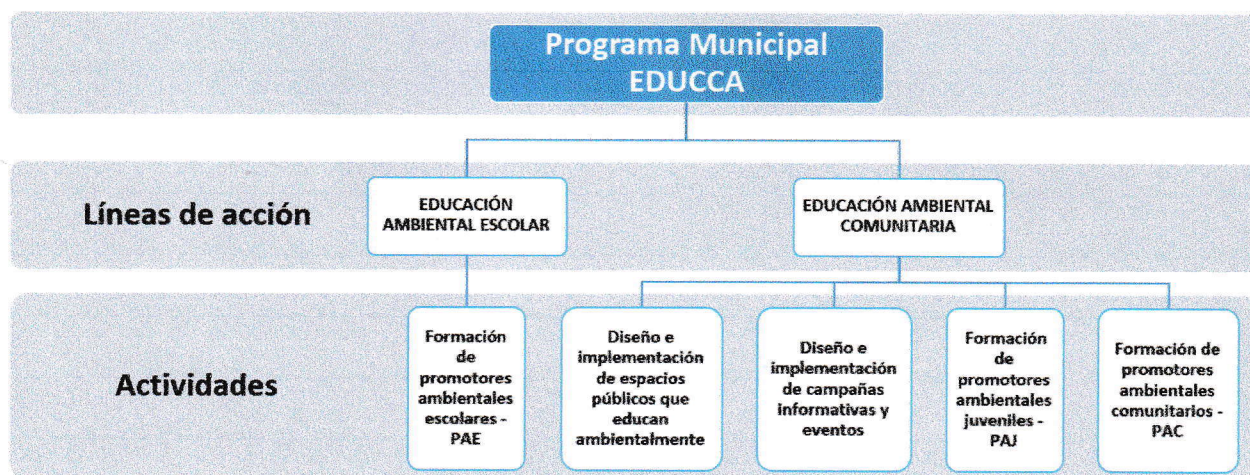 Programa Municipal
EDUCCA
Líneas de acción
EDUCACIÓN
AMBIENTAL ESCOLAR
EDUCACIÓN AMBIENTAL
COMUNITARIA
Actividades
Formación
de
promotores
ambientales
escolares -
PAE
Diseño e
implementación
de espacios
públicos que
educan
ambientalmente
Diseño e
implementación
de campañas
informativas y
eventos
Formación
de
promotores
ambientales
juveniles -
PAJ
Formación de
promotores
ambientales
comunitarios -
PAC